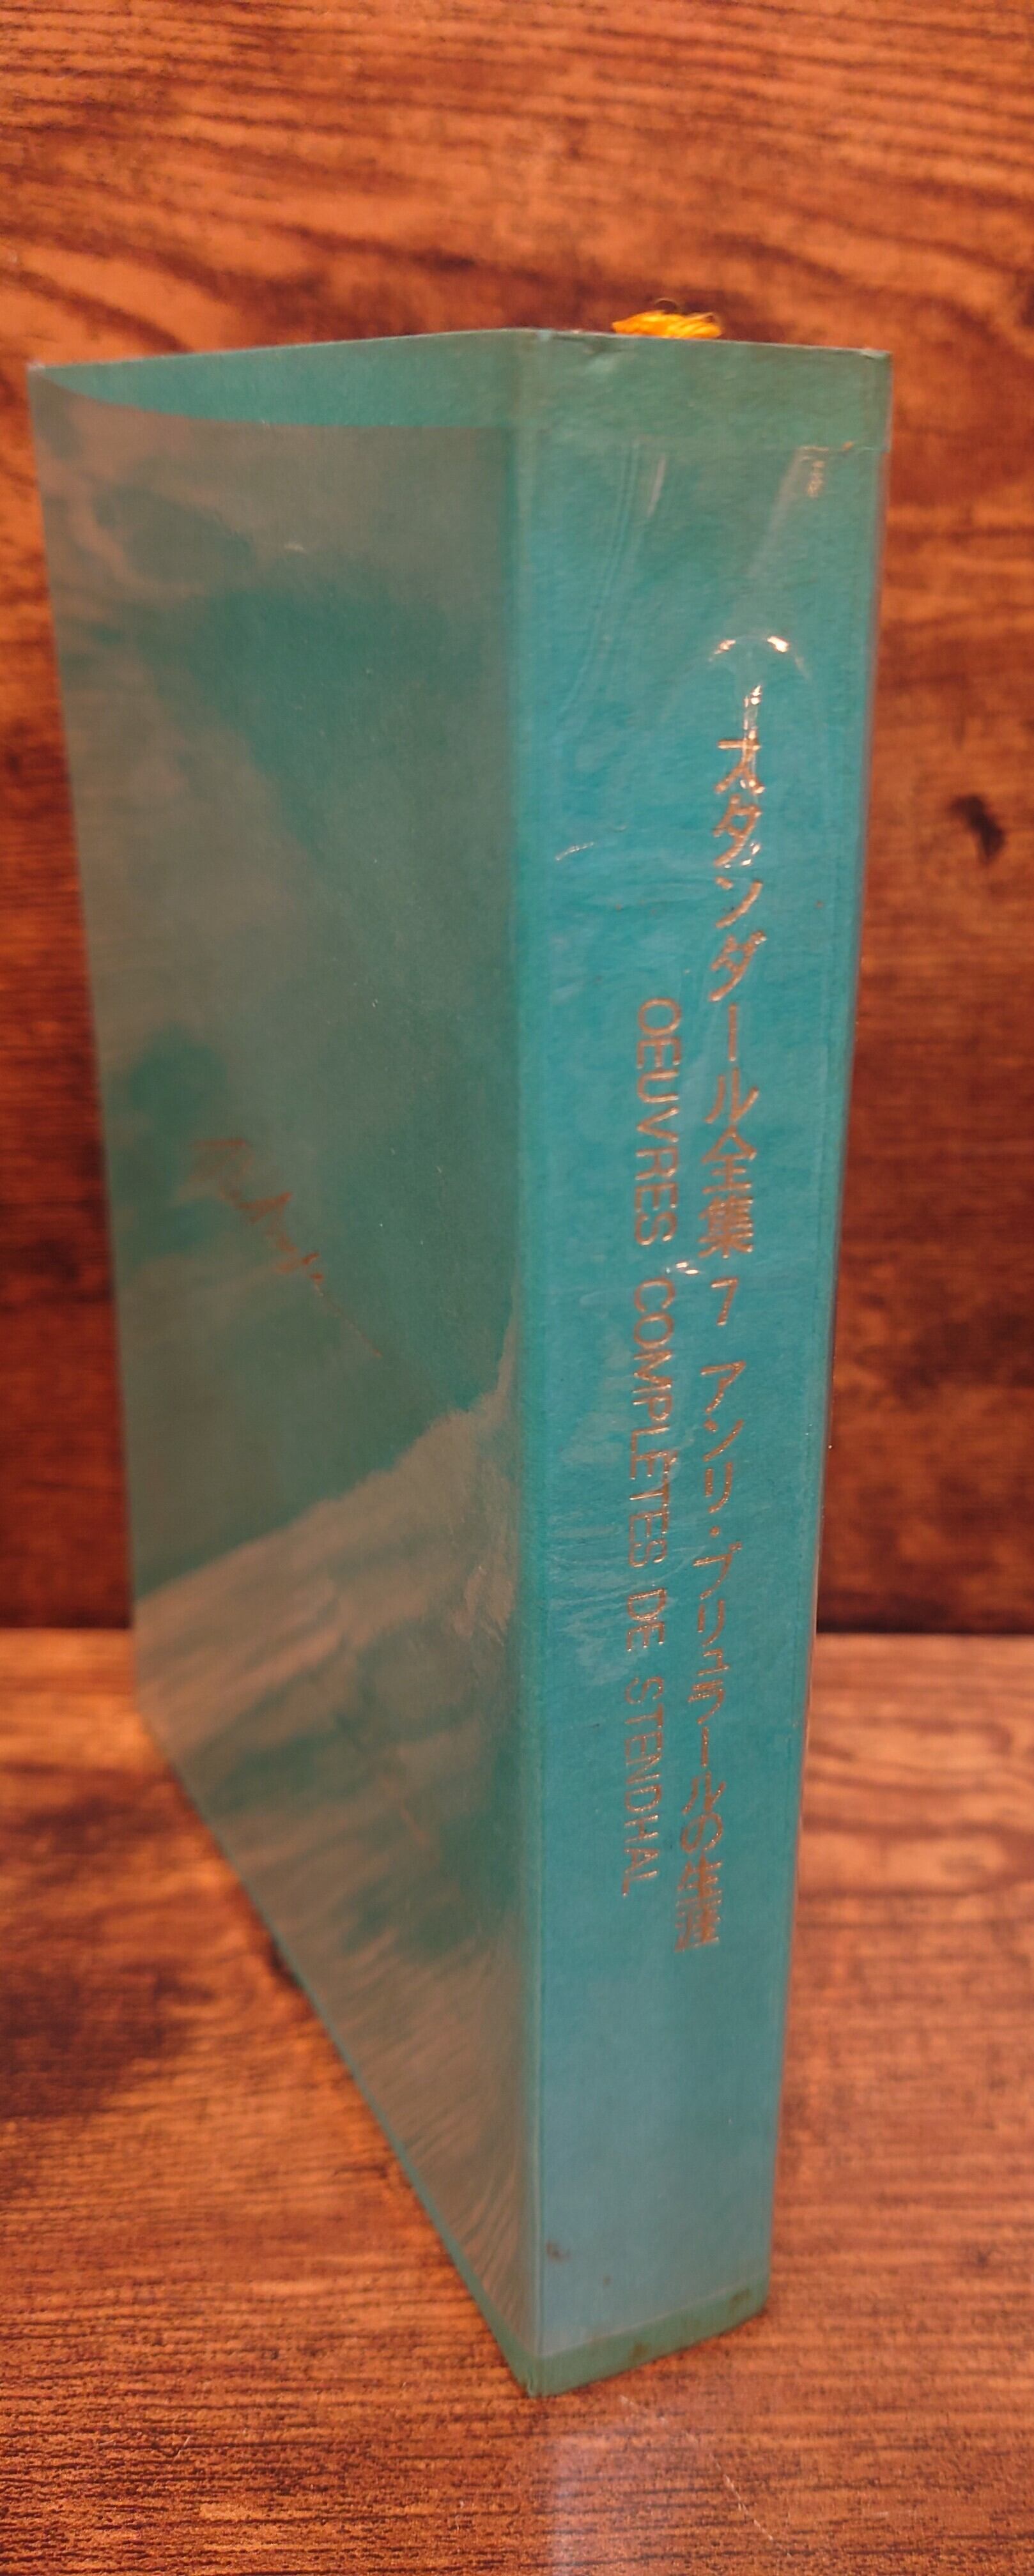 スタンダール全集 7 アンリ・ブリュラールの生涯
OEUVRES COMPLÈTES DE STENDHAL